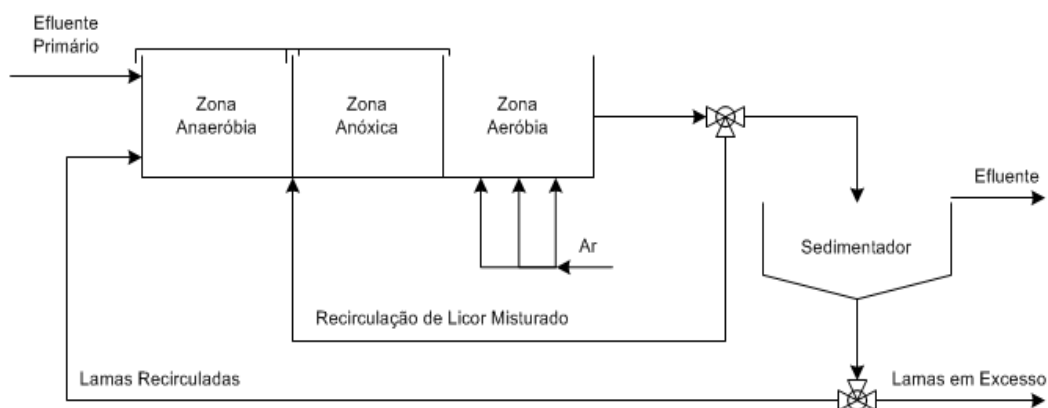 Efluente
Primário
Zona
Anaeróbia
Zona
Anóxica
Zona
Aeróbia
Efluente
Sedimentador
Ar
Recirculação de Licor Misturado
Lamas Recirculadas
Lamas em Excesso